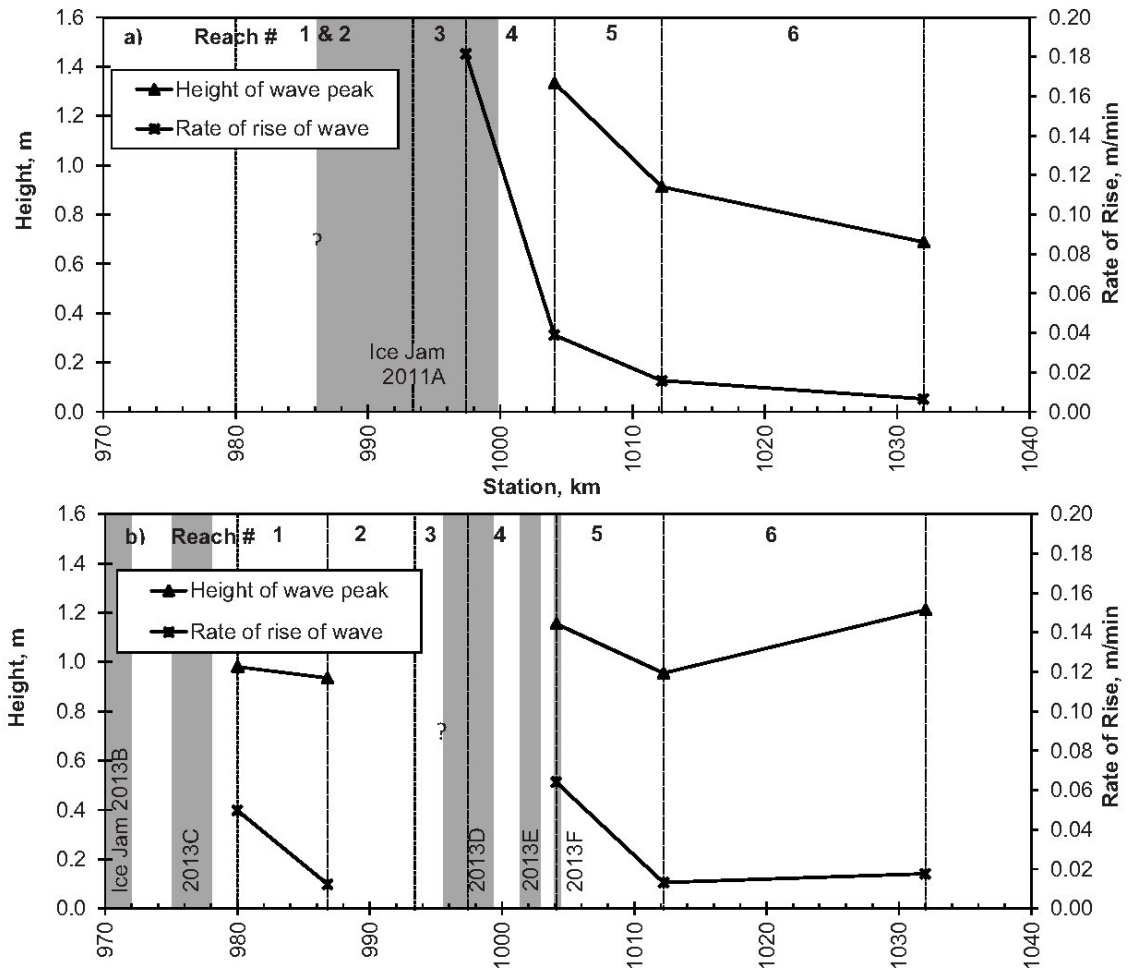 a) Reach # 1 & 2 3 4 5 6
Height of wave peak
Rate of rise of wave
?
Ice Jam
2011A
Height, m
1.6
1.4
1.2
1.0
0.8
0.6
0.4
0.2
0.0
Rate of Rise, m/min
0.20
0.18
0.16
0.14
0.12
0.10
0.08
0.06
0.04
0.02
0.00
970 980 990 1000 1010 1020 1030 1040
Station, km
b) Reach # 1 2 3 4 5 6
Height of wave peak
Rate of rise of wave
?
Ice Jam 2013B
2013C
2013D
2013E
2013F
Height, m
1.6
1.4
1.2
1.0
0.8
0.6
0.4
0.2
0.0
Rate of Rise, m/min
0.20
0.18
0.16
0.14
0.12
0.10
0.08
0.06
0.04
0.02
0.00
970 980 990 1000 1010 1020 1030 1040